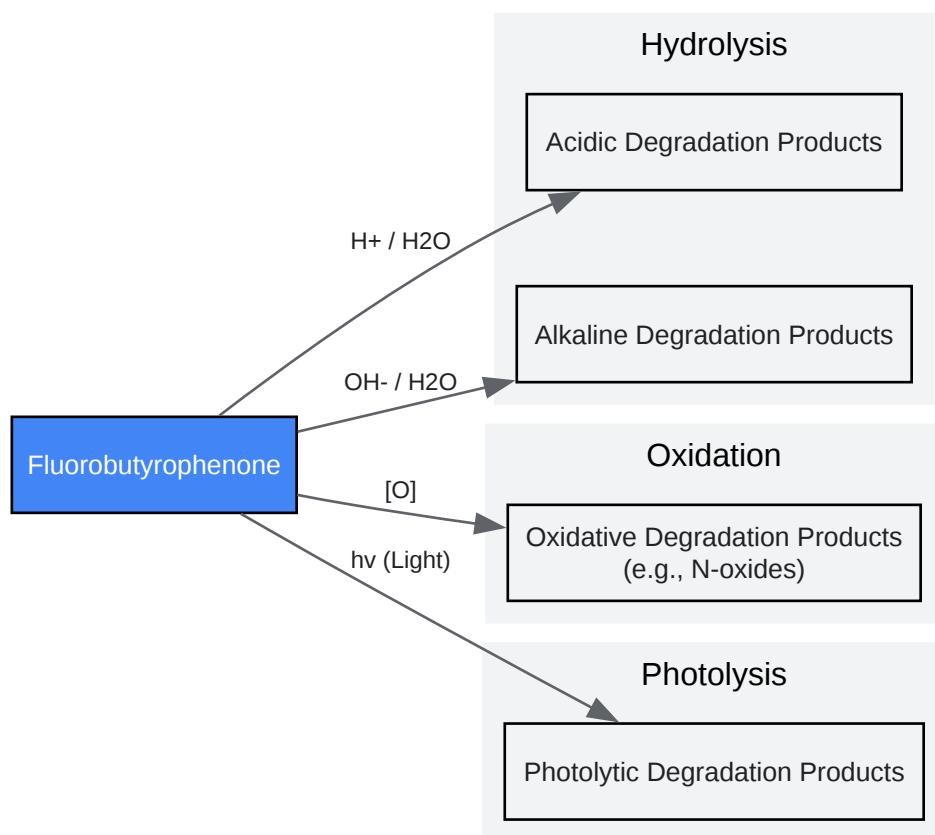 Hydrolysis
Acidic Degradation Products
H+ / H2O
Alkaline Degradation Products
OH- / H2O
Fluorobutyrophenone
Oxidation
[O]
Oxidative Degradation Products
(e.g., N-oxides)
hv (Light)
Photolysis
Photolytic Degradation Products